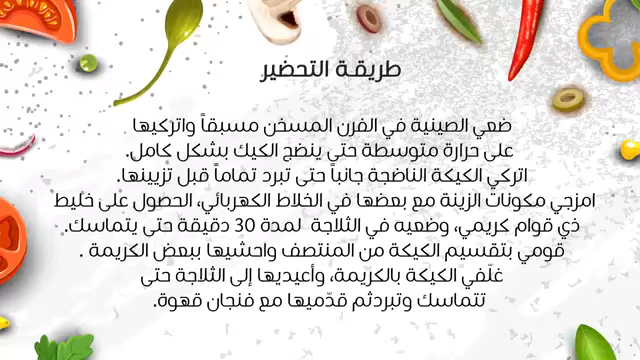 طريقة التحضير
ضعي الصينية في الفرن المسخن مسبقاً واتركيها
على حرارة متوسطة حتى ينضج الكيك بشكل كامل.
اتركي الكيكة الناضجة جانباً حتى تبرد تماماً قبل تزيينها.
امزجي مكونات الزينة مع بعضها في الخلاط الكهربائي، الحصول على خليط
ذي قوام كريمي، وضعيه في الثلاجة لمدة 30 دقيقة حتى يتماسك.
قومي بتقسيم الكيكة من المنتصف واحشيها ببعض الكريمة .
غلّفي الكيكة بالكريمة، وأعيديها إلى الثلاجة حتى
تتماسك وتبردثم قدّميها مع فنجان قهوة.